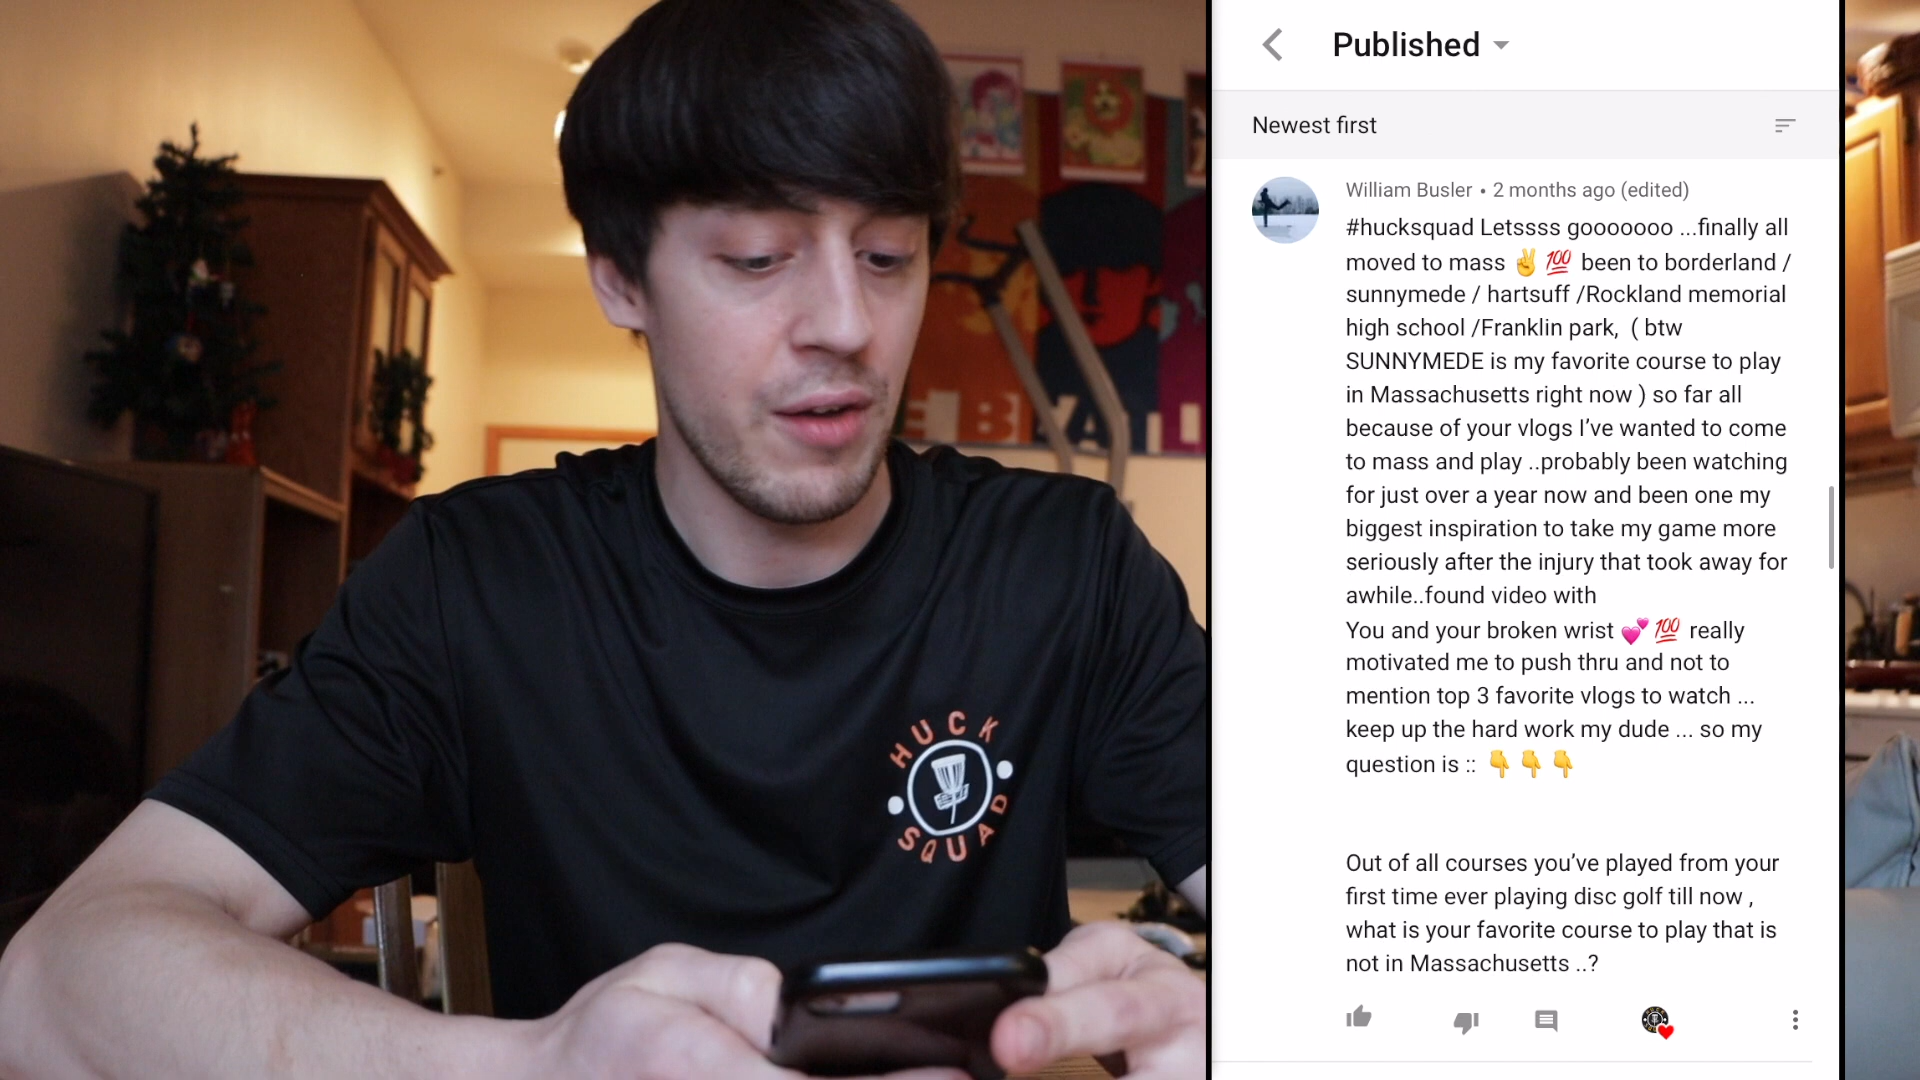 Published
Newest first
William Busler • 2 months ago (edited)
#hucksquad Letssss gooooooo ...finally all
moved to mass ✌️ 💯 been to borderland /
sunnymede / hartsuff /Rockland memorial
high school /Franklin park, ( btw
SUNNYMEDE is my favorite course to play
in Massachusetts right now ) so far all
because of your vlogs I’ve wanted to come
to mass and play ..probably been watching
for just over a year now and been one my
biggest inspiration to take my game more
seriously after the injury that took away for
awhile..found video with
You and your broken wrist 💕 💯 really
motivated me to push thru and not to
mention top 3 favorite vlogs to watch ...
keep up the hard work my dude ... so my
question is :: 👇 👇 👇
Out of all courses you’ve played from your
first time ever playing disc golf till now ,
what is your favorite course to play that is
not in Massachusetts ..?
HUCK
SQUAD